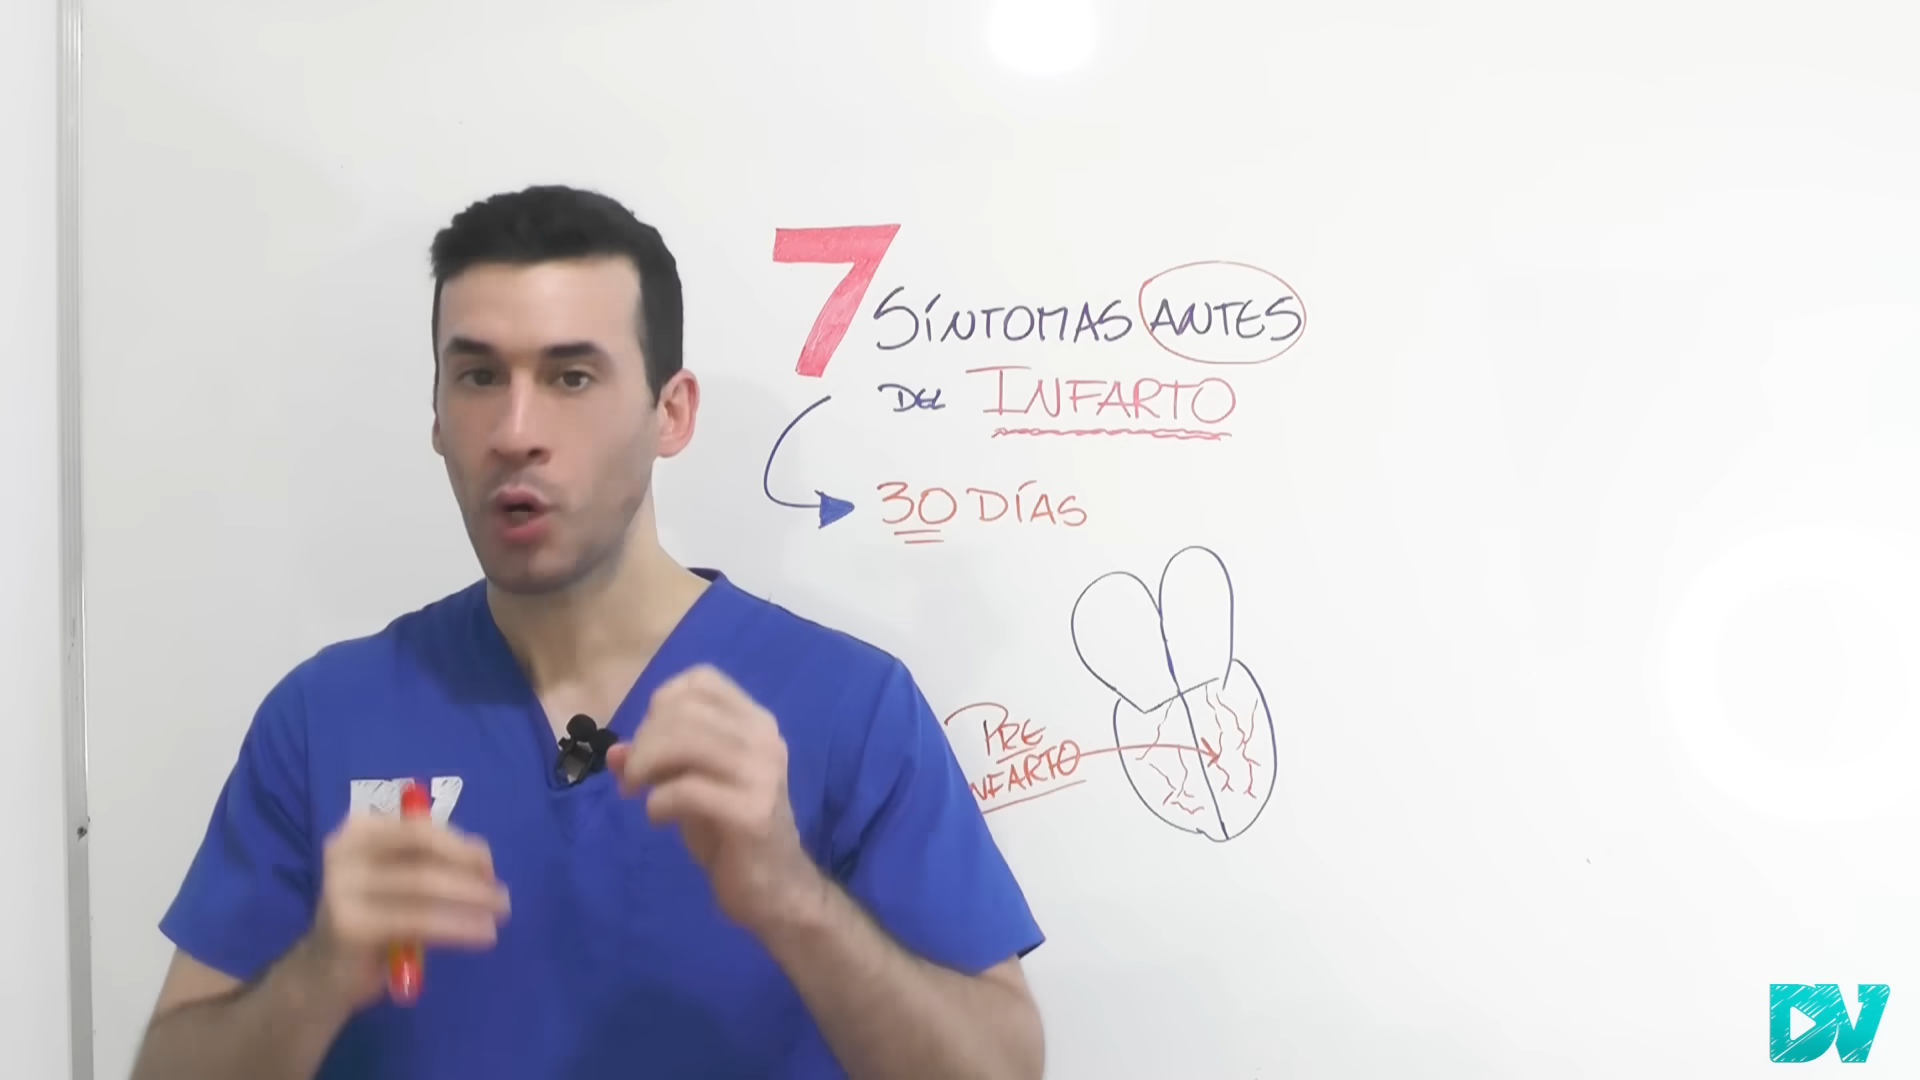 7 SÍNTOMAS ANTES
DEL INFARTO
30 DÍAS
PRE
INFARTO
DV